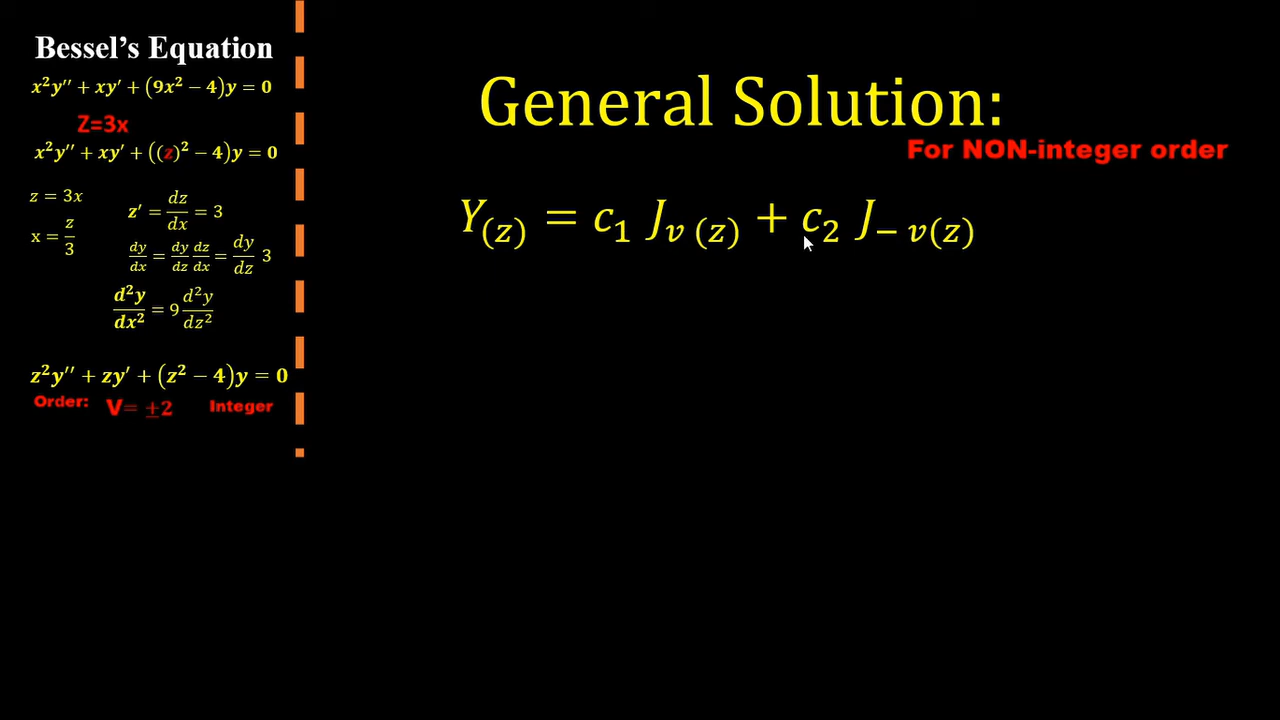 Bessel's Equation
x²y′′ + xy′ + (9x² − 4)y = 0
Z=3x
x²y′′ + xy′ + ((z)² − 4)y = 0
z = 3x
x = z/3
z′ = dz/dx = 3
dy/dx = dy/dz dz/dx = dy/dz 3
d²y/dx² = 9 d²y/dz²
z²y′′ + zy′ + (z² − 4)y = 0
Order: V= ±2 Integer
General Solution:
For NON-integer order
Y(z) = c₁ Jᵥ (z) + c₂ J₋ ᵥ(z)